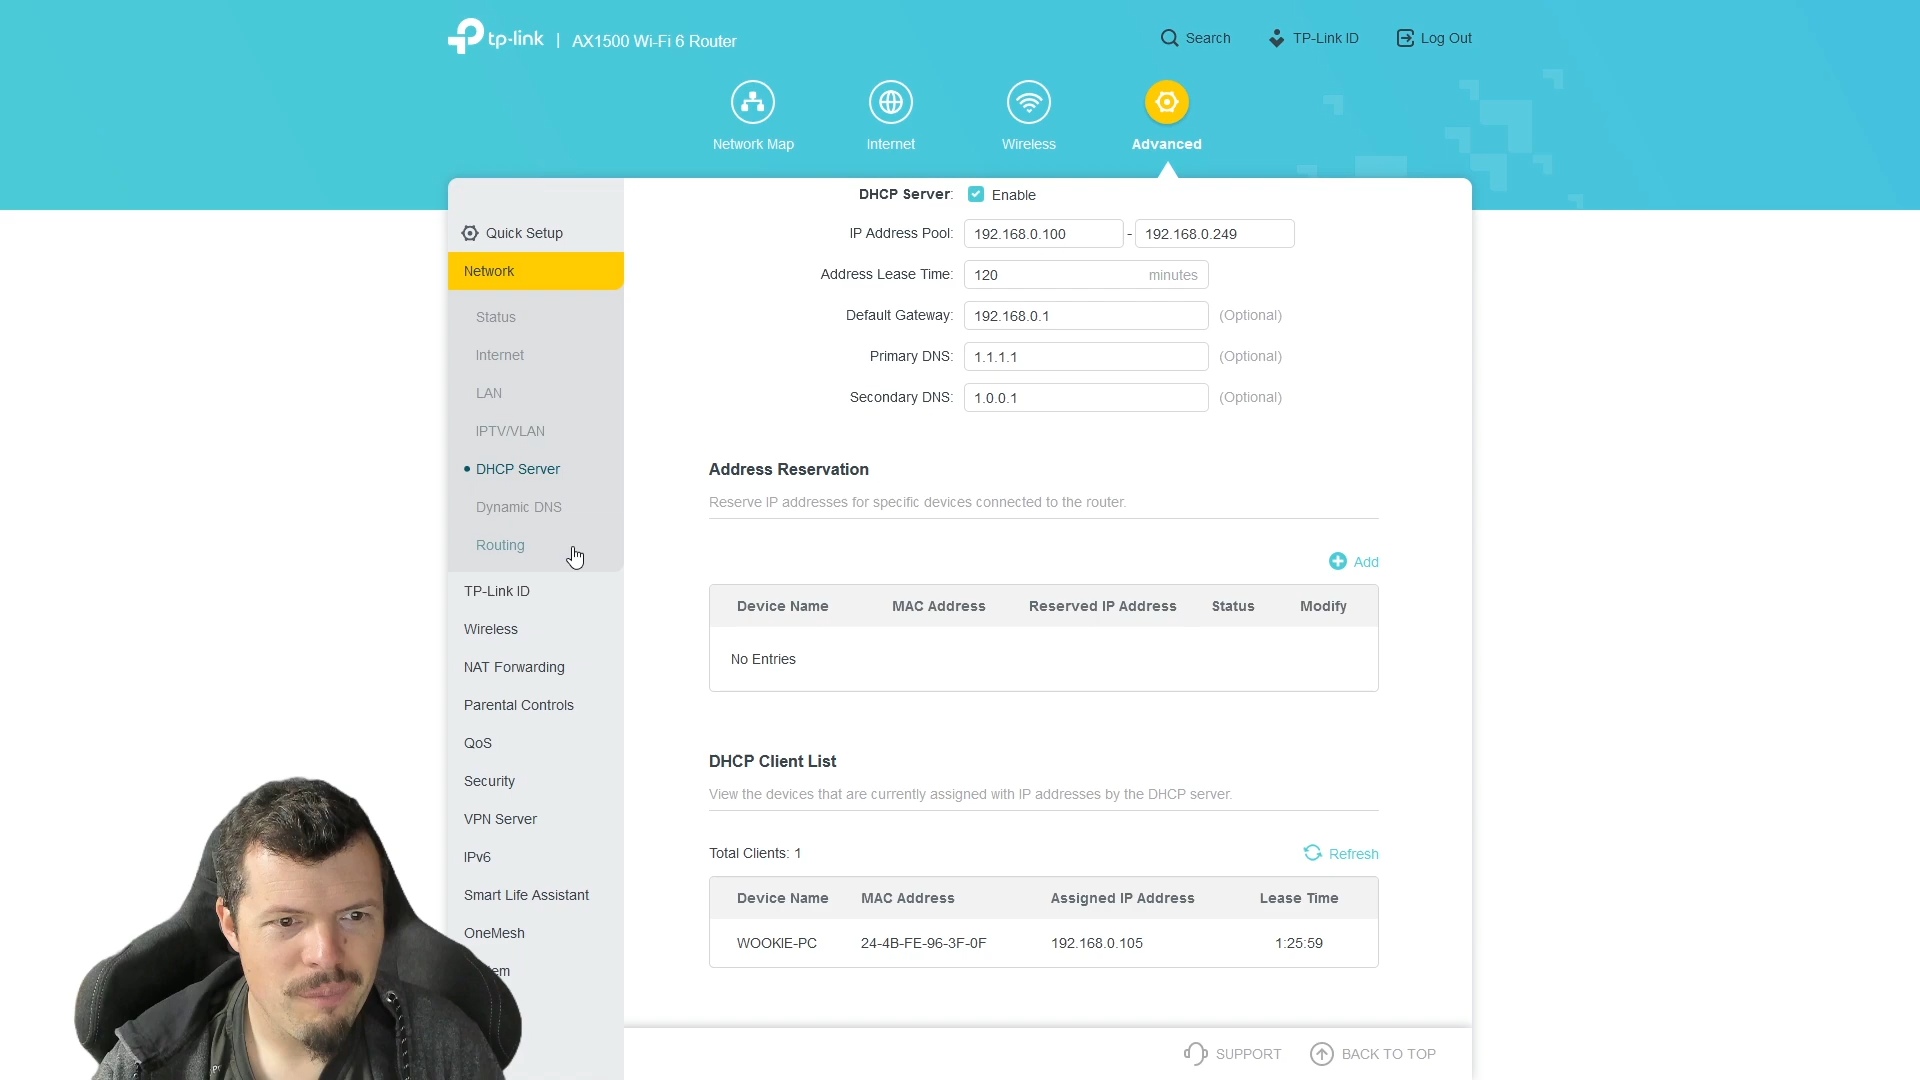 tp-link | AX1500 Wi-Fi 6 Router
Search
TP-Link ID
Log Out
Network Map
Internet
Wireless
Advanced
Quick Setup
Network
Status
Internet
LAN
IPTV/VLAN
DHCP Server
Dynamic DNS
Routing
TP-Link ID
Wireless
NAT Forwarding
Parental Controls
QoS
Security
VPN Server
IPv6
Smart Life Assistant
OneMesh
DHCP Server: Enable
IP Address Pool: 192.168.0.100 - 192.168.0.249
Address Lease Time: 120 minutes
Default Gateway: 192.168.0.1 (Optional)
Primary DNS: 1.1.1.1 (Optional)
Secondary DNS: 1.0.0.1 (Optional)
Address Reservation
Reserve IP addresses for specific devices connected to the router.
Add
Device Name MAC Address Reserved IP Address Status Modify
No Entries
DHCP Client List
View the devices that are currently assigned with IP addresses by the DHCP server.
Total Clients: 1
Refresh
Device Name MAC Address Assigned IP Address Lease Time
WOOKIE-PC 24-4B-FE-96-3F-0F 192.168.0.105 1:25:59
SUPPORT
BACK TO TOP